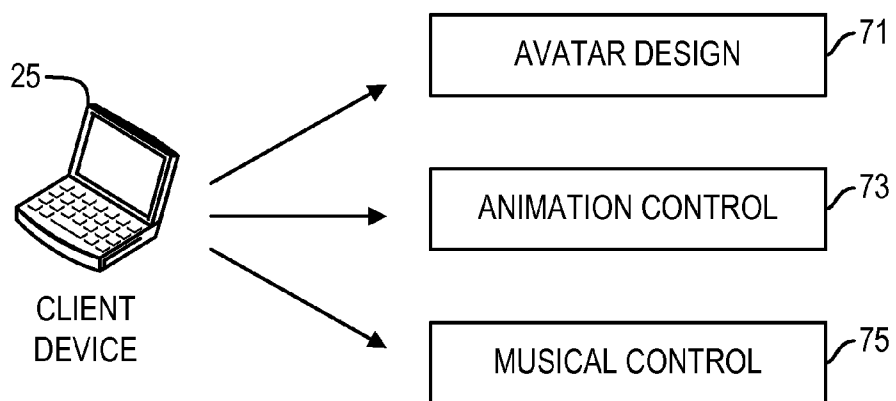 71
AVATAR DESIGN
25
73
ANIMATION CONTROL
CLIENT
DEVICE
75
MUSICAL CONTROL